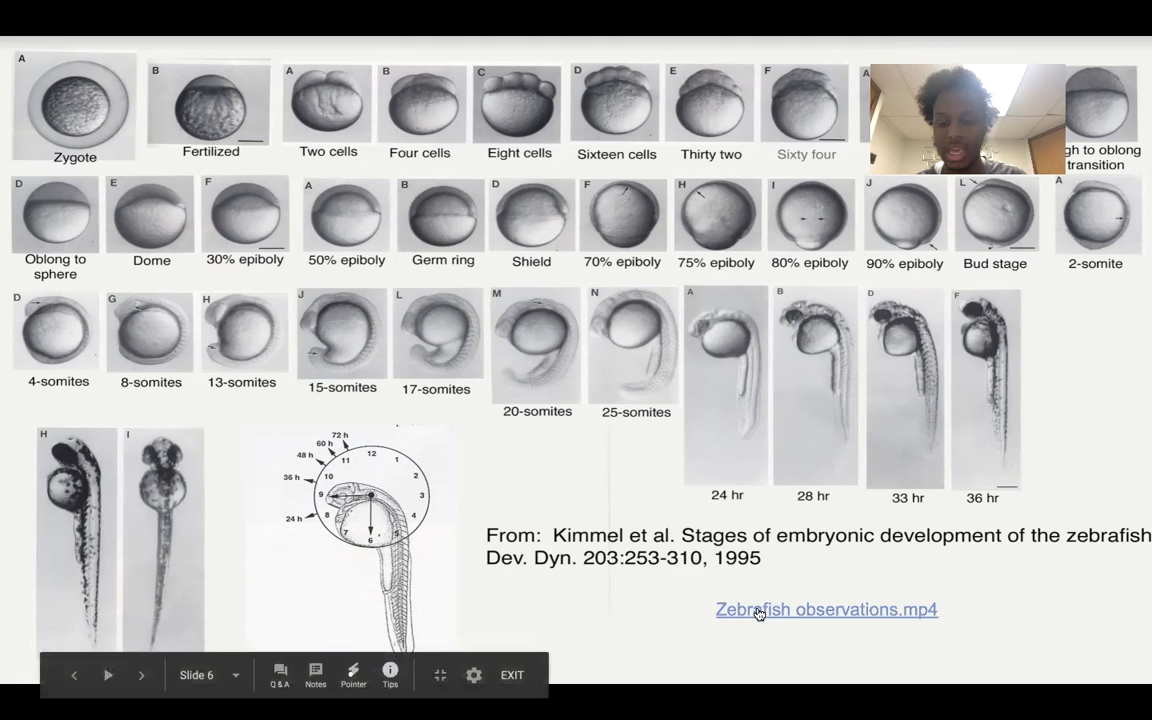 A
B
A
B
C
D
E
F
Zygote
Fertilized
Two cells
Four cells
Eight cells
Sixteen cells
Thirty two
Sixty four
gh to oblong
transition
D
E
F
A
B
D
F
H
I
J
L
A
Oblong to
sphere
Dome
30% epiboly
50% epiboly
Germ ring
Shield
70% epiboly
75% epiboly
80% epiboly
90% epiboly
Bud stage
2-somite
D
G
H
J
L
M
N
A
B
D
F
4-somites
8-somites
13-somites
15-somites
17-somites
20-somites
25-somites
24 hr
28 hr
33 hr
36 hr
H
I
72 h
60 h
48 h
36 h
24 h
12
1
2
3
4
5
6
7
8
9
10
11
From: Kimmel et al. Stages of embryonic development of the zebrafish
Dev. Dyn. 203:253-310, 1995
Zebrafish observations.mp4
Slide 6
Q & A
Notes
Pointer
Tips
EXIT